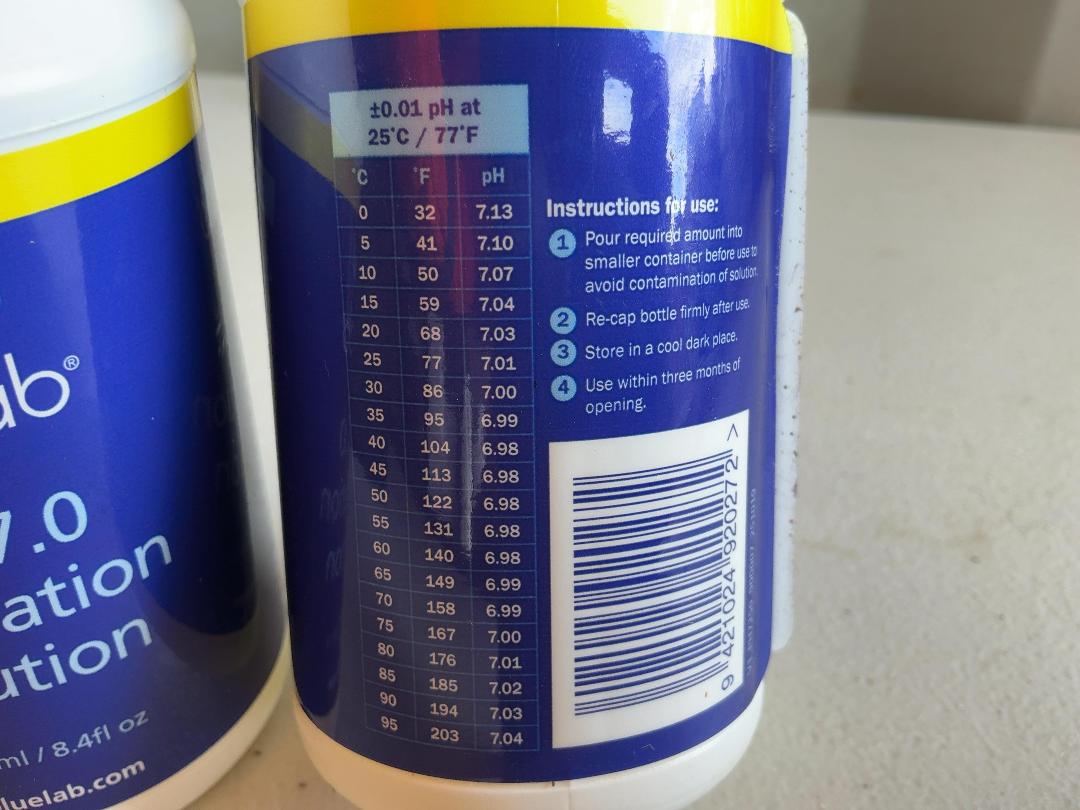 ab®
7.0
ation
ution
ml / 8.4fl oz
luelab.com
±0.01 pH at
25°C / 77°F
°C °F pH
0 32 7.13
5 41 7.10
10 50 7.07
15 59 7.04
20 68 7.03
25 77 7.01
30 86 7.00
35 95 6.99
40 104 6.98
45 113 6.98
50 122 6.98
55 131 6.98
60 140 6.98
65 149 6.99
70 158 6.99
75 167 7.00
80 176 7.01
85 185 7.02
90 194 7.03
95 203 7.04
Instructions for use:
1 Pour required amount into
smaller container before use to
avoid contamination of solution.
2 Re-cap bottle firmly after use.
3 Store in a cool dark place.
4 Use within three months of
opening.
9 421024 920272 >